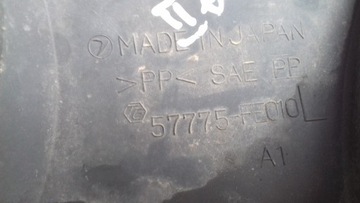 MADE IN JAPAN
>PP< SAE PP
57775-FE010L
A1